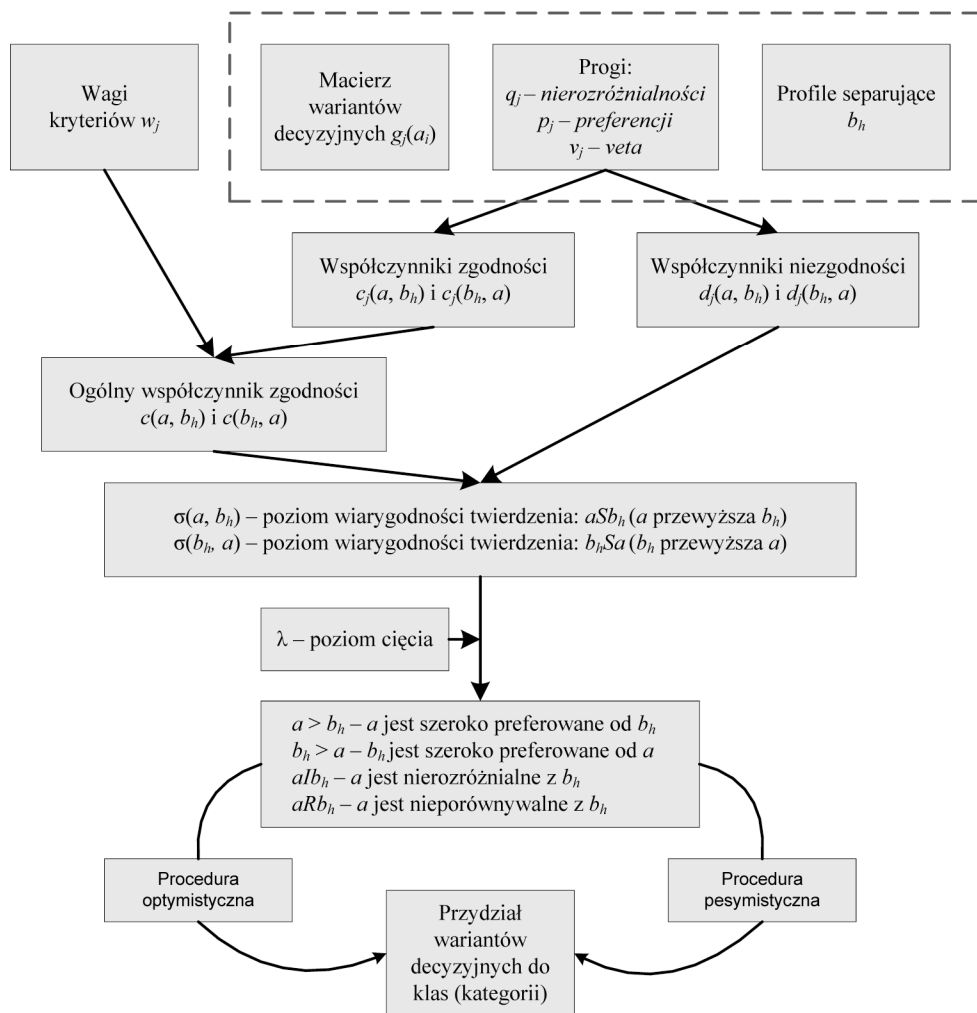 Wagi
kryteriów wj
Macierz
wariantów
decyzyjnych gj(ai)
Progi:
qj – nierozróżnialności
pj – preferencji
vj – veta
Profile separujące
bh
Współczynniki zgodności
cj(a, bh) i cj(bh, a)
Współczynniki niezgodności
dj(a, bh) i dj(bh, a)
Ogólny współczynnik zgodności
c(a, bh) i c(bh, a)
σ(a, bh) – poziom wiarygodności twierdzenia: aSbh (a przewyższa bh)
σ(bh, a) – poziom wiarygodności twierdzenia: bhSa (bh przewyższa a)
λ – poziom cięcia
a > bh – a jest szeroko preferowane od bh
bh > a – bh jest szeroko preferowane od a
aIbh – a jest nierozróżnialne z bh
aRbh – a jest nieporównywalne z bh
Procedura
optymistyczna
Procedura
pesymistyczna
Przydział
wariantów
decyzyjnych do
klas (kategorii)